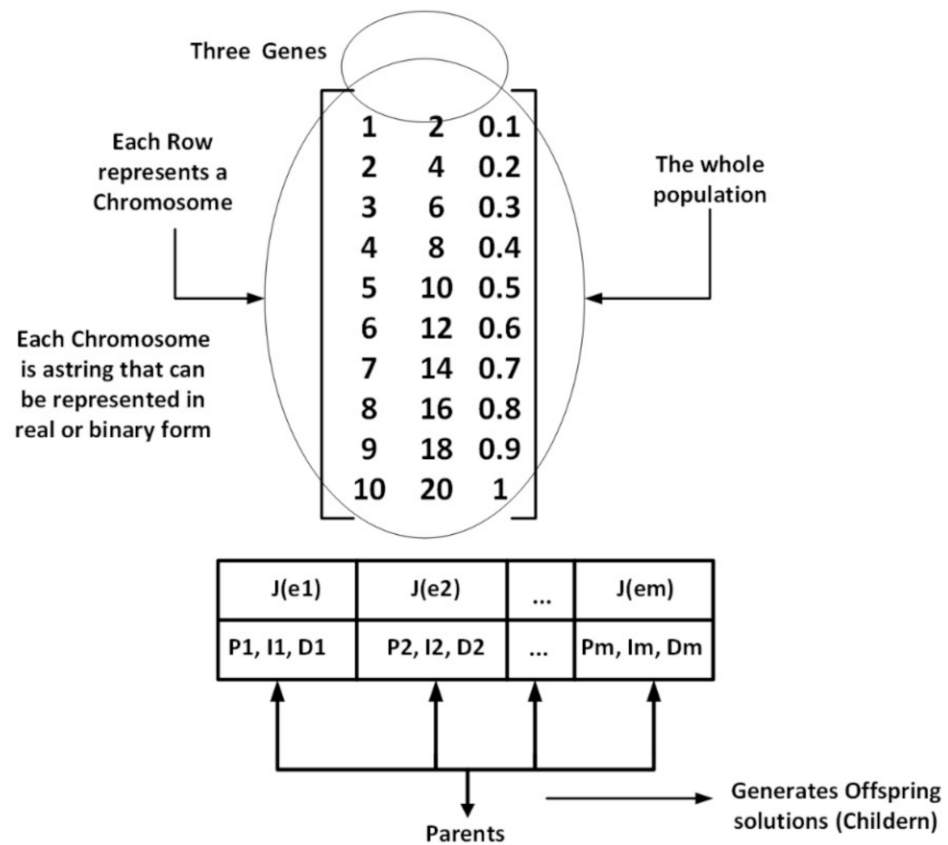 Three Genes
Each Row
represents a
Chromosome
The whole
population
1 2 0.1
2 4 0.2
3 6 0.3
4 8 0.4
5 10 0.5
6 12 0.6
7 14 0.7
8 16 0.8
9 18 0.9
10 20 1
Each Chromosome
is astring that can
be represented in
real or binary form
J(e1) J(e2) ... J(em)
P1, I1, D1 P2, I2, D2 ... Pm, Im, Dm
Parents
Generates Offspring
solutions (Childern)